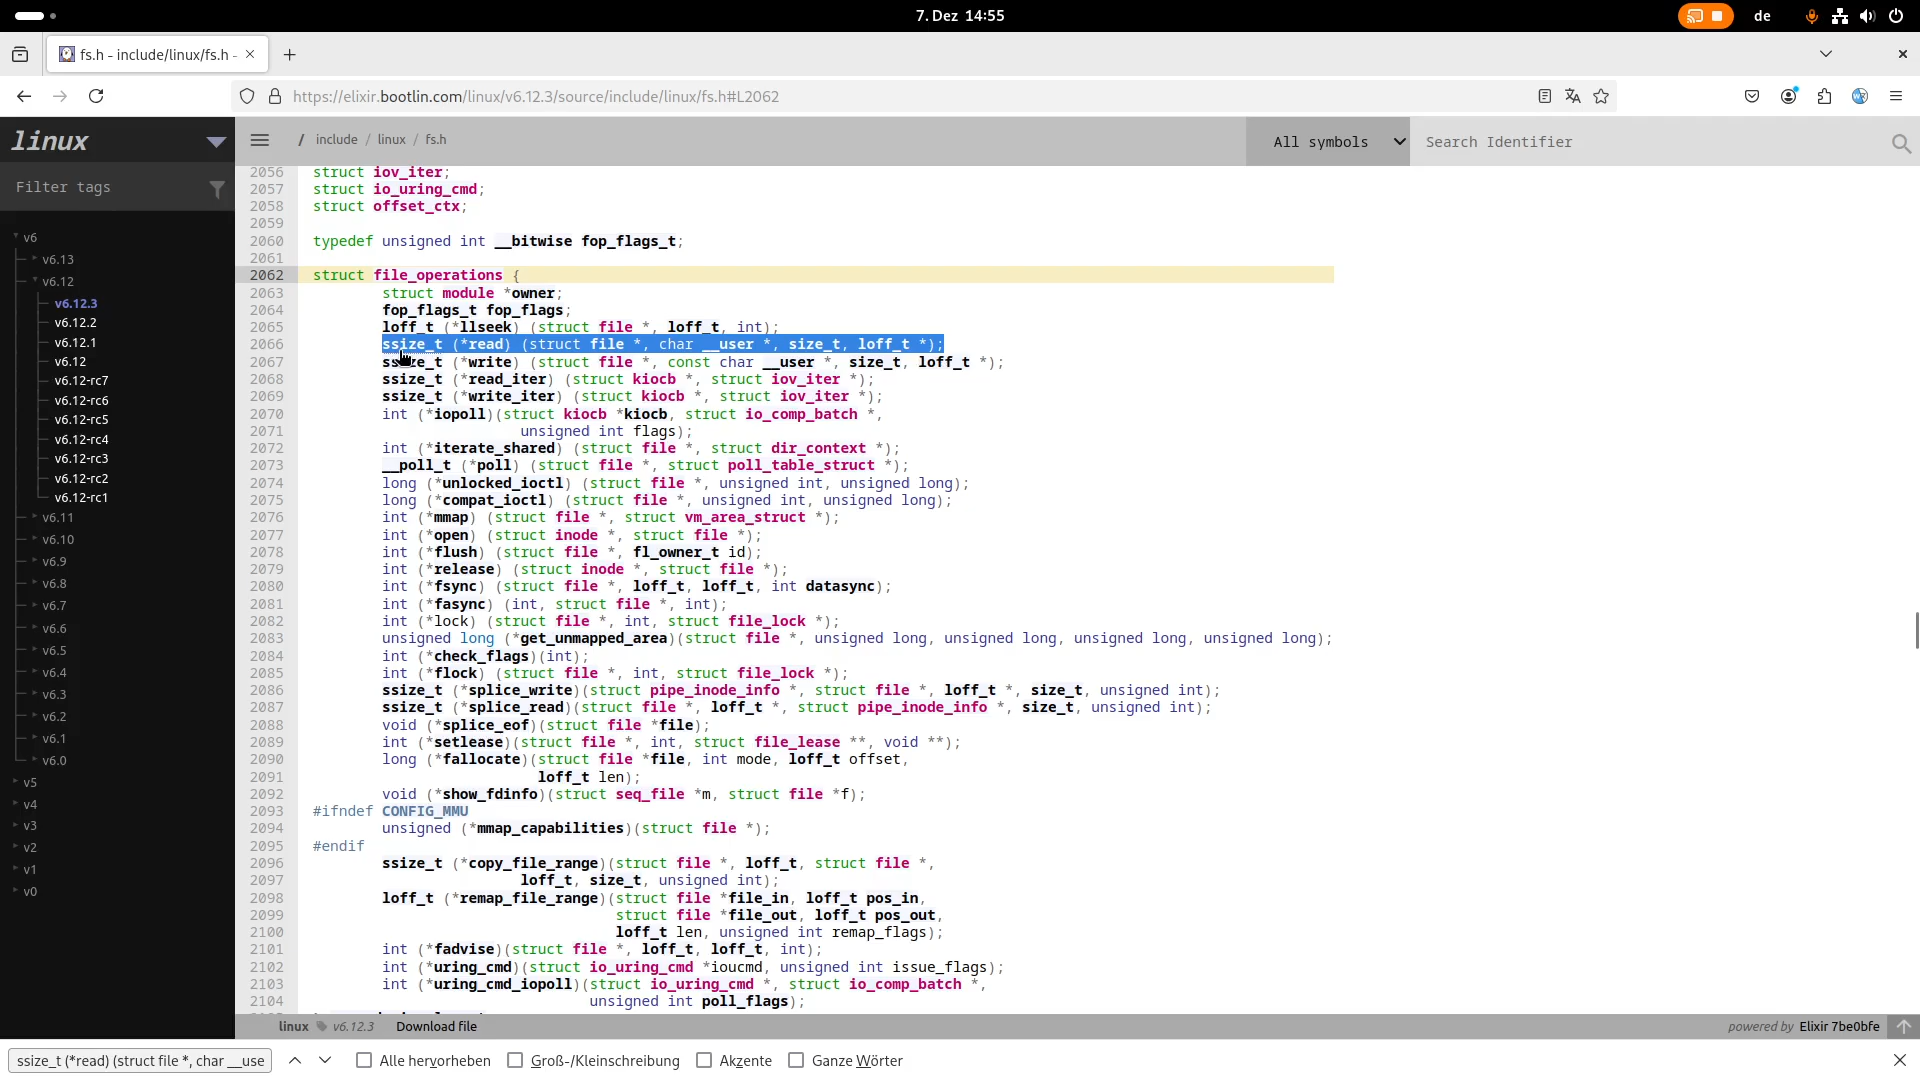 7. Dez 14:55
de
fs.h - include/linux/fs.h -
https://elixir.bootlin.com/linux/v6.12.3/source/include/linux/fs.h#L2062
linux
/ include / linux / fs.h
All symbols
Search Identifier
Filter tags
v6
v6.13
v6.12
v6.12.3
v6.12.2
v6.12.1
v6.12
v6.12-rc7
v6.12-rc6
v6.12-rc5
v6.12-rc4
v6.12-rc3
v6.12-rc2
v6.12-rc1
v6.11
v6.10
v6.9
v6.8
v6.7
v6.6
v6.5
v6.4
v6.3
v6.2
v6.1
v6.0
v5
v4
v3
v2
v1
v0
2056 struct iov_iter;
2057 struct io_uring_cmd;
2058 struct offset_ctx;
2059
2060 typedef unsigned int __bitwise fop_flags_t;
2061
2062 struct file_operations {
2063 struct module *owner;
2064 fop_flags_t fop_flags;
2065 loff_t (*llseek) (struct file *, loff_t, int);
2066 ssize_t (*read) (struct file *, char __user *, size_t, loff_t *);
2067 ssize_t (*write) (struct file *, const char __user *, size_t, loff_t *);
2068 ssize_t (*read_iter) (struct kiocb *, struct iov_iter *);
2069 ssize_t (*write_iter) (struct kiocb *, struct iov_iter *);
2070 int (*iopoll)(struct kiocb *kiocb, struct io_comp_batch *,
2071 unsigned int flags);
2072 int (*iterate_shared) (struct file *, struct dir_context *);
2073 __poll_t (*poll) (struct file *, struct poll_table_struct *);
2074 long (*unlocked_ioctl) (struct file *, unsigned int, unsigned long);
2075 long (*compat_ioctl) (struct file *, unsigned int, unsigned long);
2076 int (*mmap) (struct file *, struct vm_area_struct *);
2077 int (*open) (struct inode *, struct file *);
2078 int (*flush) (struct file *, fl_owner_t id);
2079 int (*release) (struct inode *, struct file *);
2080 int (*fsync) (struct file *, loff_t, loff_t, int datasync);
2081 int (*fasync) (int, struct file *, int);
2082 int (*lock) (struct file *, int, struct file_lock *);
2083 unsigned long (*get_unmapped_area)(struct file *, unsigned long, unsigned long, unsigned long, unsigned long);
2084 int (*check_flags)(int);
2085 int (*flock) (struct file *, int, struct file_lock *);
2086 ssize_t (*splice_write)(struct pipe_inode_info *, struct file *, loff_t *, size_t, unsigned int);
2087 ssize_t (*splice_read)(struct file *, loff_t *, struct pipe_inode_info *, size_t, unsigned int);
2088 void (*splice_eof)(struct file *file);
2089 int (*setlease)(struct file *, int, struct file_lease **, void **);
2090 long (*fallocate)(struct file *file, int mode, loff_t offset,
2091 loff_t len);
2092 void (*show_fdinfo)(struct seq_file *m, struct file *f);
2093 #ifndef CONFIG_MMU
2094 unsigned (*mmap_capabilities)(struct file *);
2095 #endif
2096 ssize_t (*copy_file_range)(struct file *, loff_t, struct file *,
2097 loff_t, size_t, unsigned int);
2098 loff_t (*remap_file_range)(struct file *file_in, loff_t pos_in,
2099 struct file *file_out, loff_t pos_out,
2100 loff_t len, unsigned int remap_flags);
2101 int (*fadvise)(struct file *, loff_t, loff_t, int);
2102 int (*uring_cmd)(struct io_uring_cmd *ioucmd, unsigned int issue_flags);
2103 int (*uring_cmd_iopoll)(struct io_uring_cmd *, struct io_comp_batch *,
2104 unsigned int poll_flags);
linux v6.12.3 Download file
powered by Elixir 7be0bfe
ssize_t (*read) (struct file *, char __use
Alle hervorheben
Groß-/Kleinschreibung
Akzente
Ganze Wörter